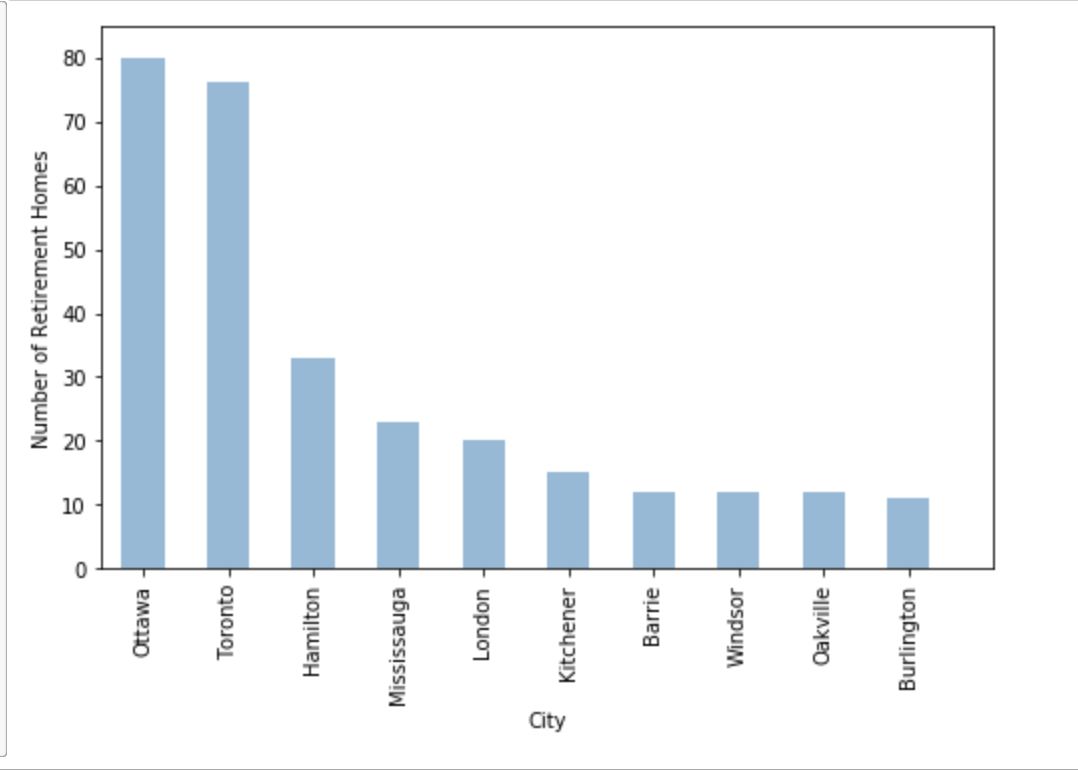 80
70
60
50
40
30
20
10
0
Number of Retirement Homes
Ottawa
Toronto
Hamilton
Mississauga
London
Kitchener
Barrie
Windsor
Oakville
Burlington
City